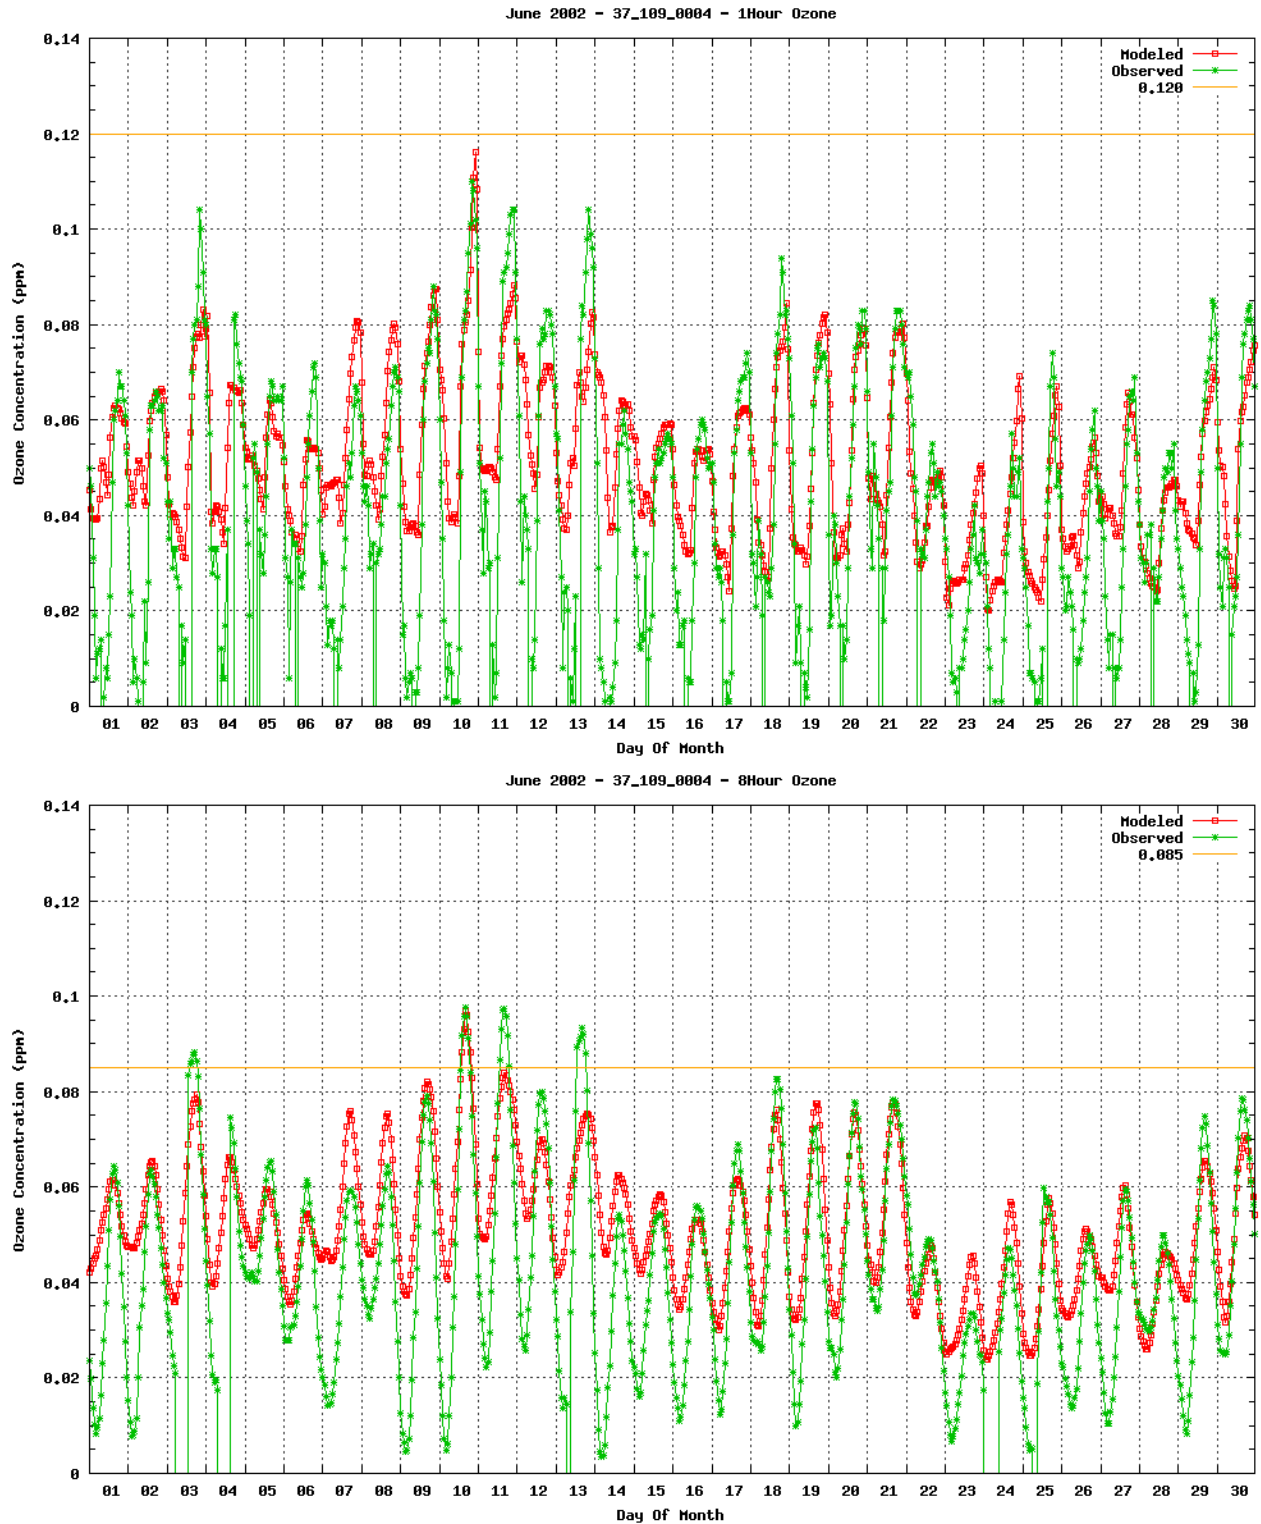 June 2002 - 37_109_0004 - 1Hour Ozone
0.14
0.12
0.1
0.08
0.06
0.04
0.02
0
Ozone Concentration (ppm)
Modeled
Observed
0.120
01 02 03 04 05 06 07 08 09 10 11 12 13 14 15 16 17 18 19 20 21 22 23 24 25 26 27 28 29 30
Day Of Month
June 2002 - 37_109_0004 - 8Hour Ozone
0.14
0.12
0.1
0.08
0.06
0.04
0.02
0
Ozone Concentration (ppm)
Modeled
Observed
0.085
01 02 03 04 05 06 07 08 09 10 11 12 13 14 15 16 17 18 19 20 21 22 23 24 25 26 27 28 29 30
Day Of Month